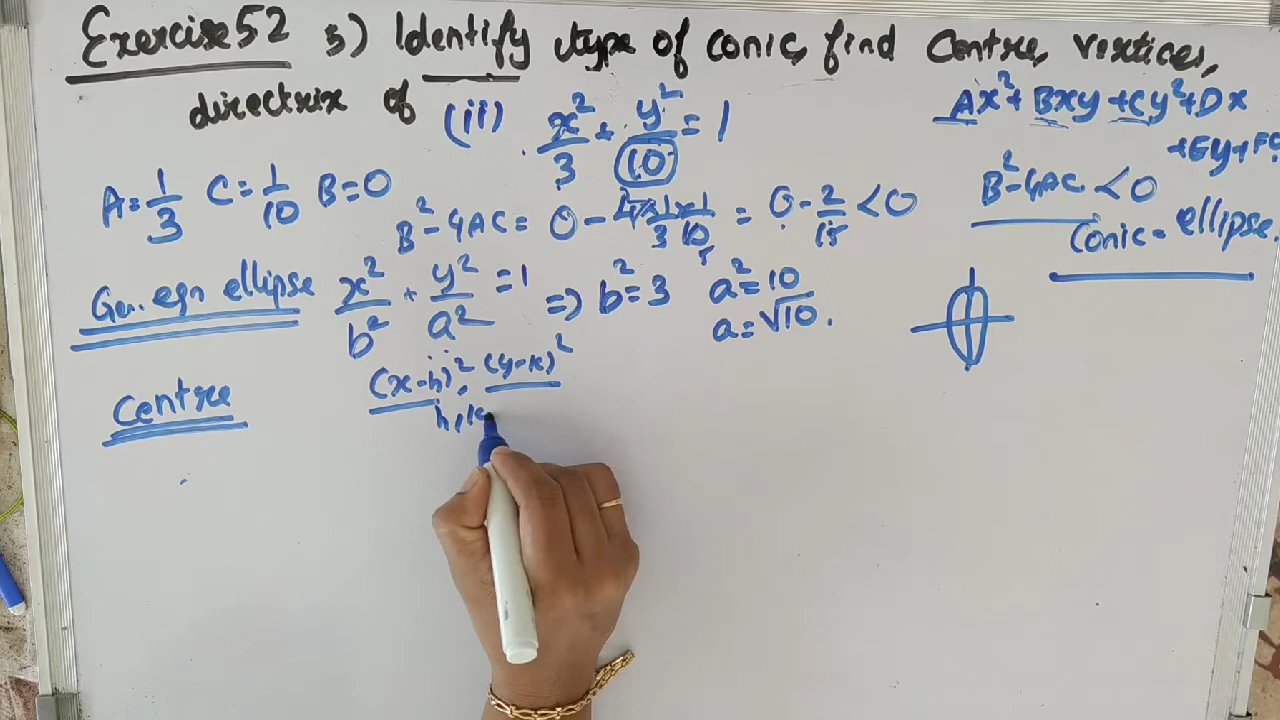 Exercise 52 5) Identify type of conic, find Centre, vertices,
directrix of (ii) x²/3 + y²/10 = 1
Ax² + Bxy + Cy² + Dx
+ Ey + F
A = 1/3 C = 1/10 B = 0
B² - 4AC = 0 - 4 × 1/3 × 1/10 = 0 - 2/15 < 0
B² - 4AC < 0
Conic = ellipse.
Gen. eqn ellipse x²/b² + y²/a² = 1 ⇒ b² = 3 a² = 10
a = √10.
Centre (x-h)², (y-k)²
h, k